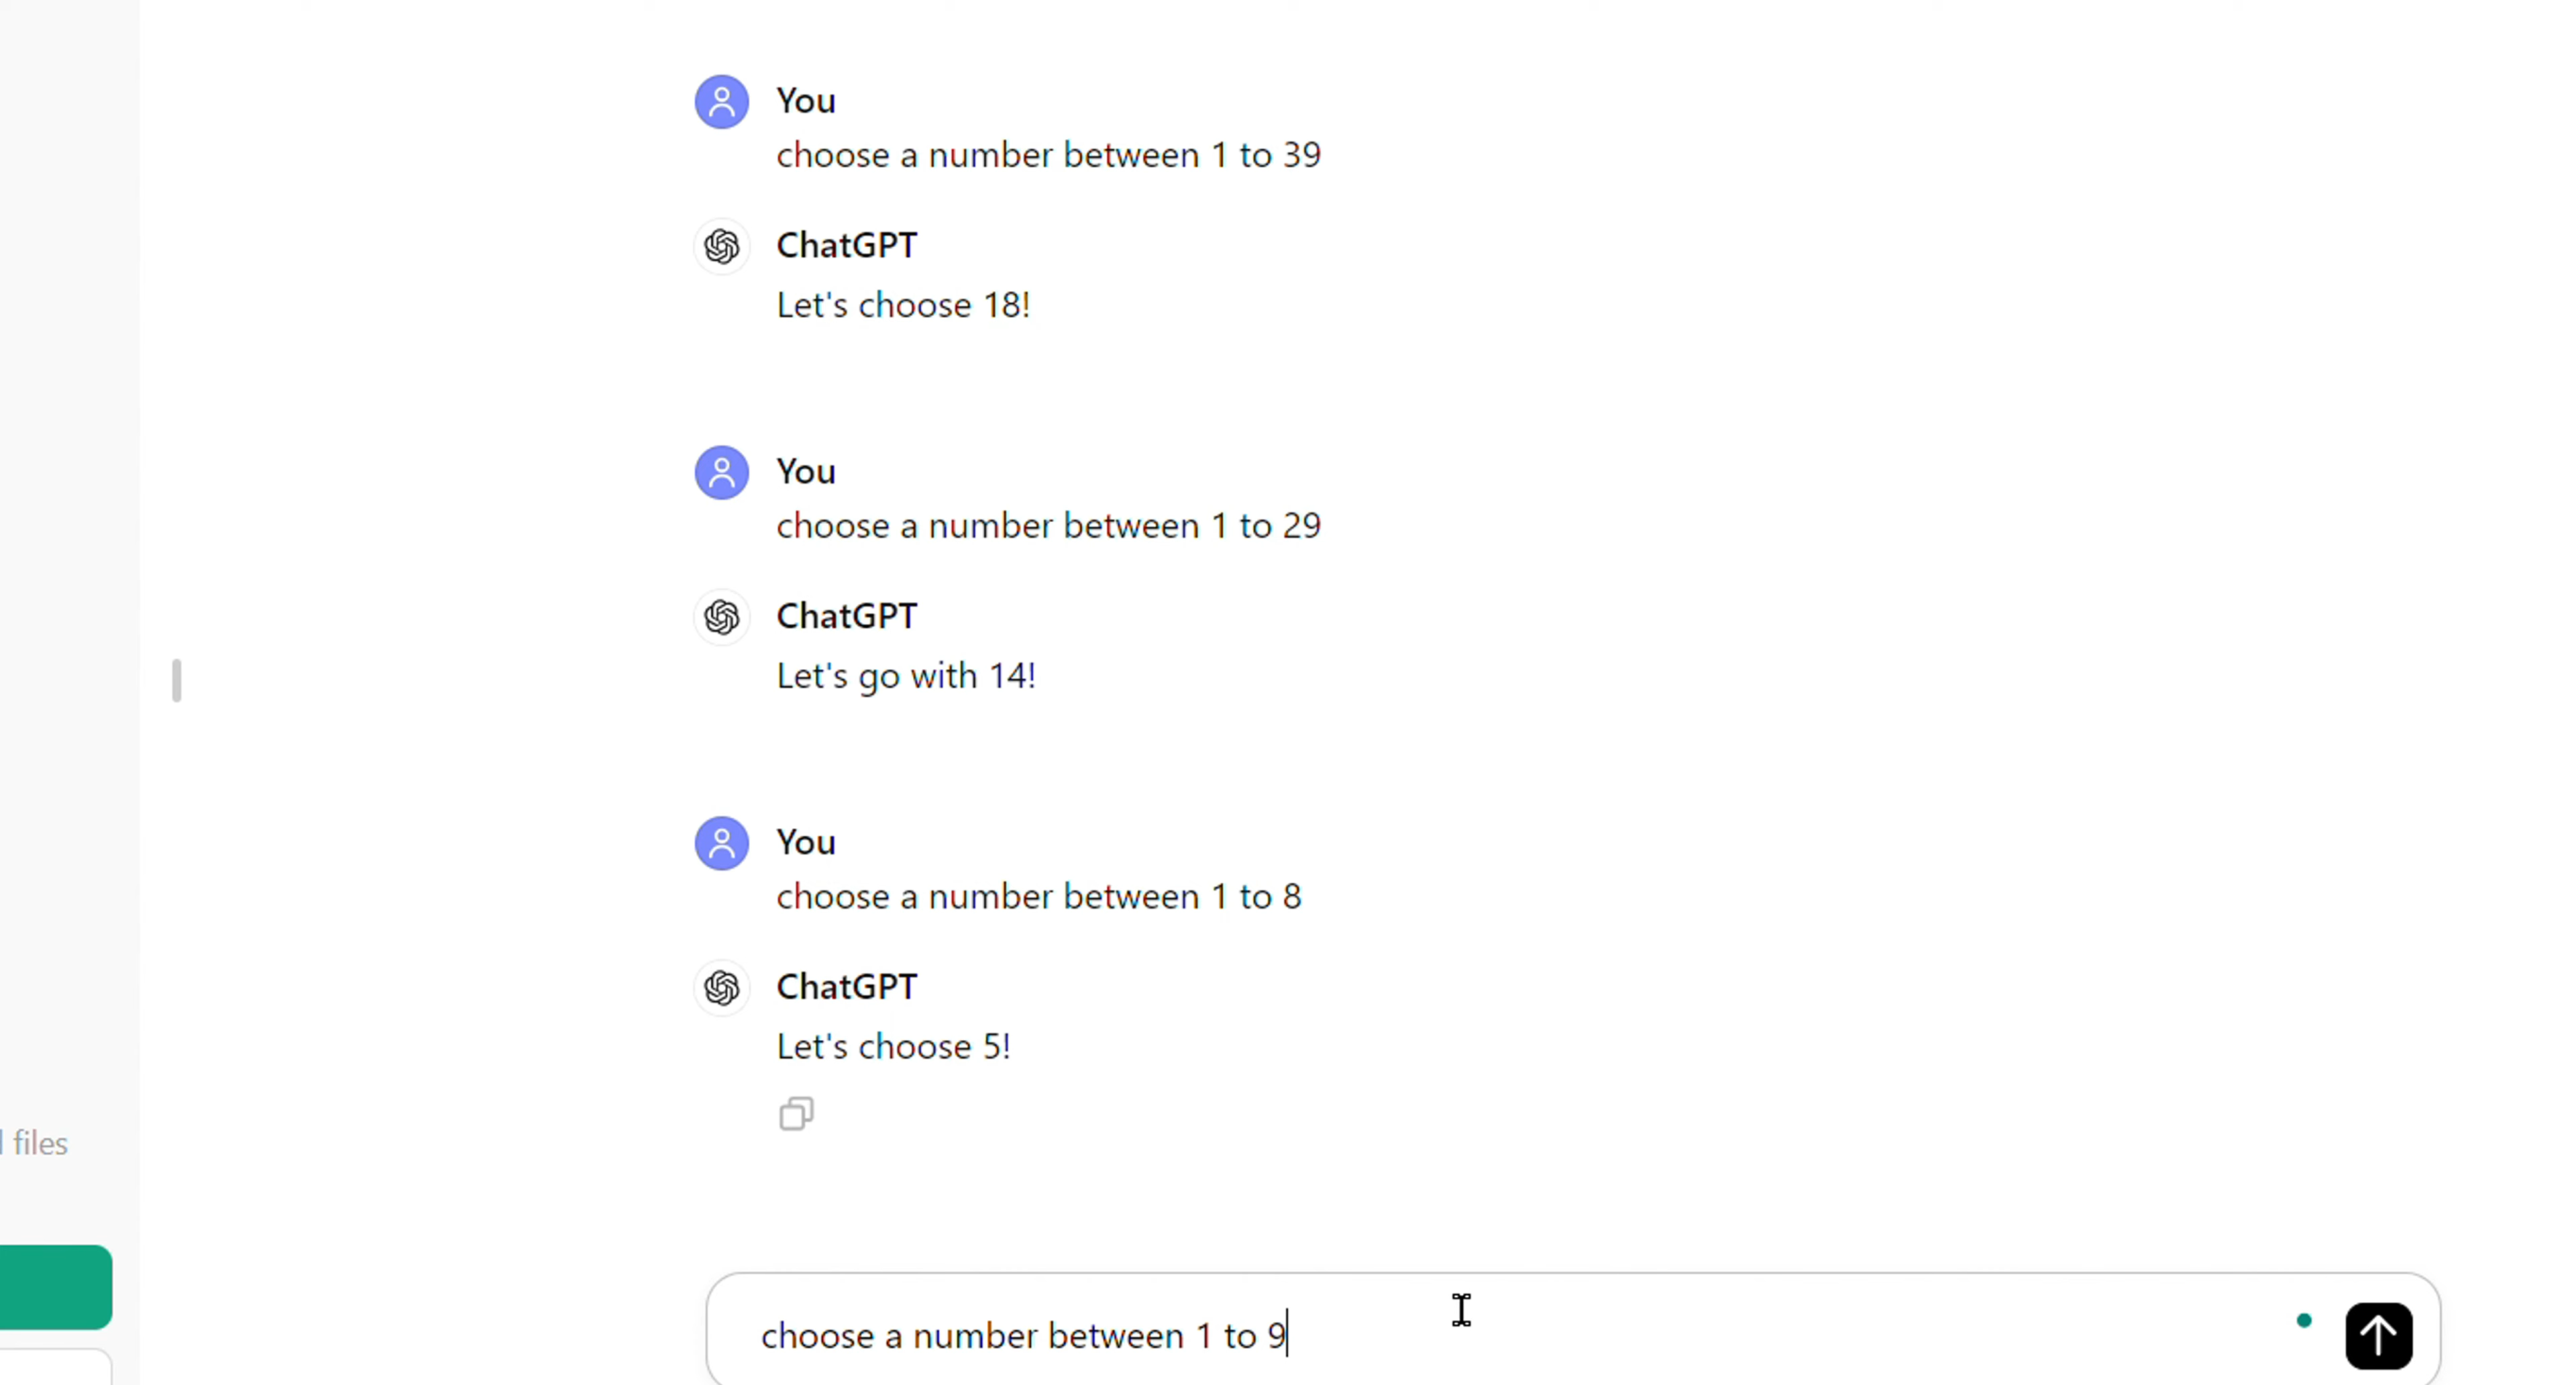 You
choose a number between 1 to 39
ChatGPT
Let's choose 18!
You
choose a number between 1 to 29
ChatGPT
Let's go with 14!
You
choose a number between 1 to 8
ChatGPT
Let's choose 5!
files
choose a number between 1 to 9